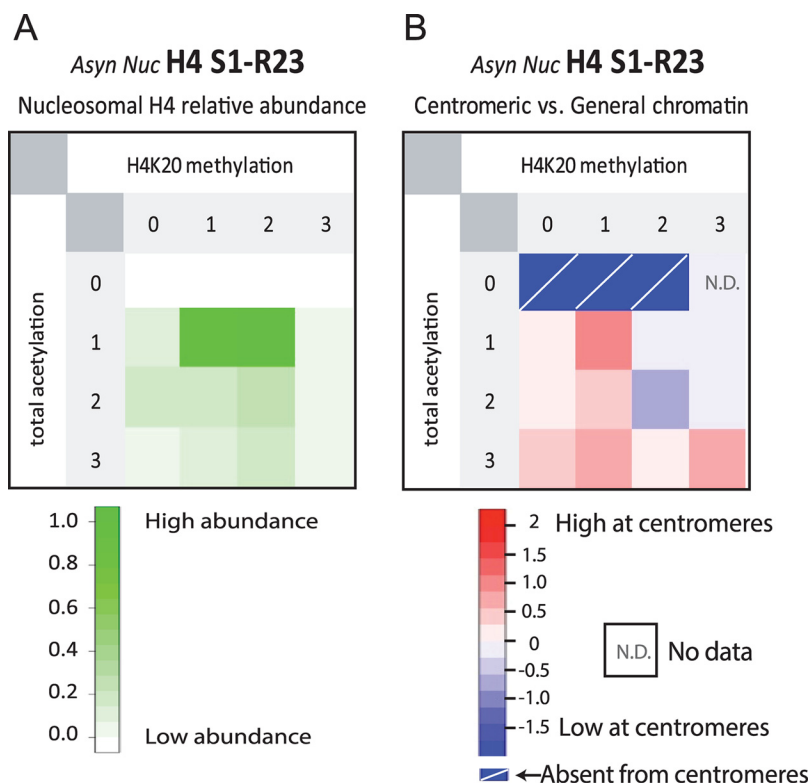 A
Asyn Nuc H4 S1-R23
Nucleosomal H4 relative abundance
H4K20 methylation
0 1 2 3
total acetylation
0
1
2
3
1.0
0.8
0.6
0.4
0.2
0.0
High abundance
Low abundance
B
Asyn Nuc H4 S1-R23
Centromeric vs. General chromatin
H4K20 methylation
0 1 2 3
total acetylation
0 N.D.
1
2
3
2
1.5
1.0
0.5
0
-0.5
-1.0
-1.5
High at centromeres
N.D. No data
Low at centromeres
Absent from centromeres